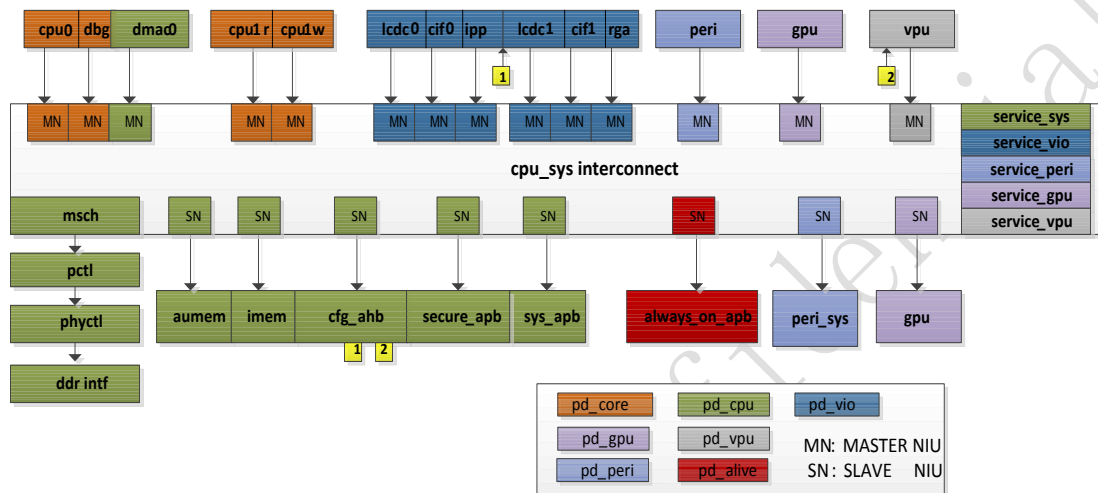 cpu0 dbg dmad0 cpu1r cpu1w lcdc0 cif0 ipp lcdc1 cif1 rga peri gpu vpu
1 2
MN MN MN MN MN MN MN MN MN MN MN MN MN MN
service_sys
service_vio
cpu_sys interconnect
service_peri
service_gpu
service_vpu
msch SN SN SN SN SN SN SN SN
pctl
phyctl
aumem imem cfg_ahb secure_apb sys_apb always_on_apb peri_sys gpu
1 2
ddr intf
pd_core pd_cpu pd_vio
pd_gpu pd_vpu MN: MASTER NIU
pd_peri pd_alive SN: SLAVE NIU